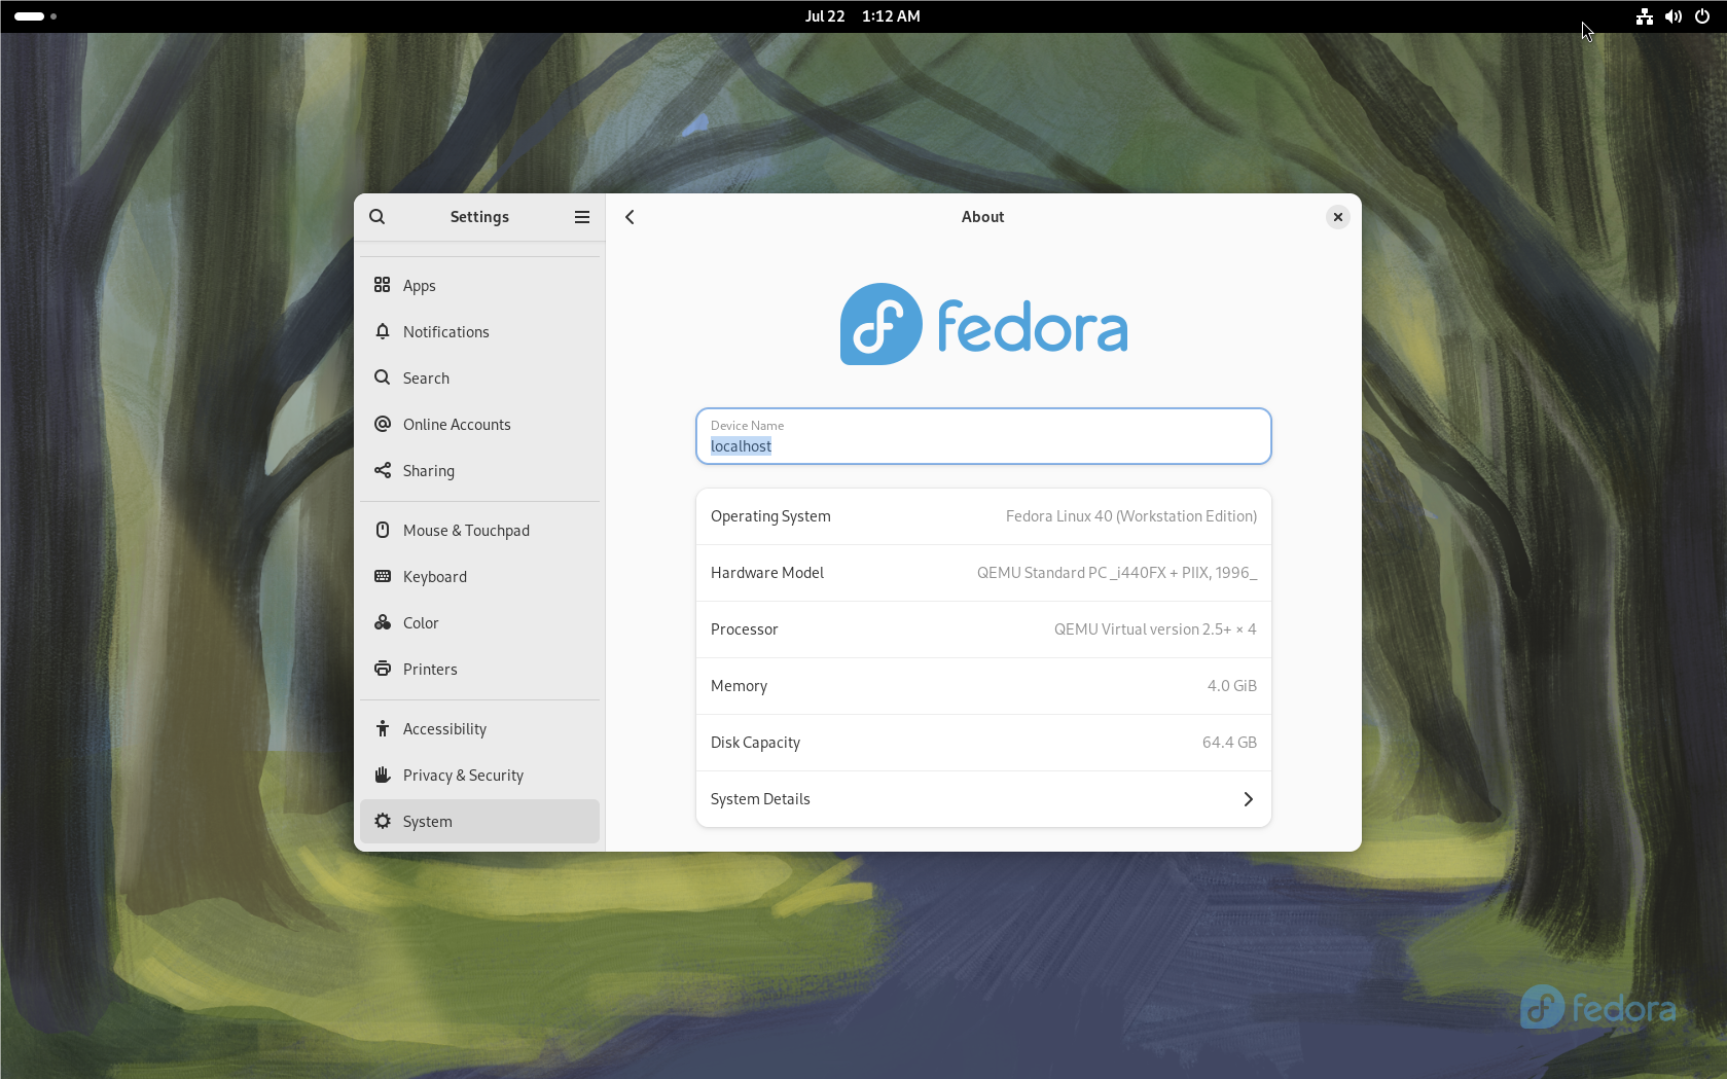 Jul 22 1:12 AM
Settings
About
Apps
Notifications
Search
Online Accounts
Sharing
Mouse & Touchpad
Keyboard
Color
Printers
Accessibility
Privacy & Security
System
fedora
Device Name
localhost
Operating System Fedora Linux 40 (Workstation Edition)
Hardware Model QEMU Standard PC _i440FX + PIIX, 1996_
Processor QEMU Virtual version 2.5+ × 4
Memory 4.0 GiB
Disk Capacity 64.4 GB
System Details
fedora